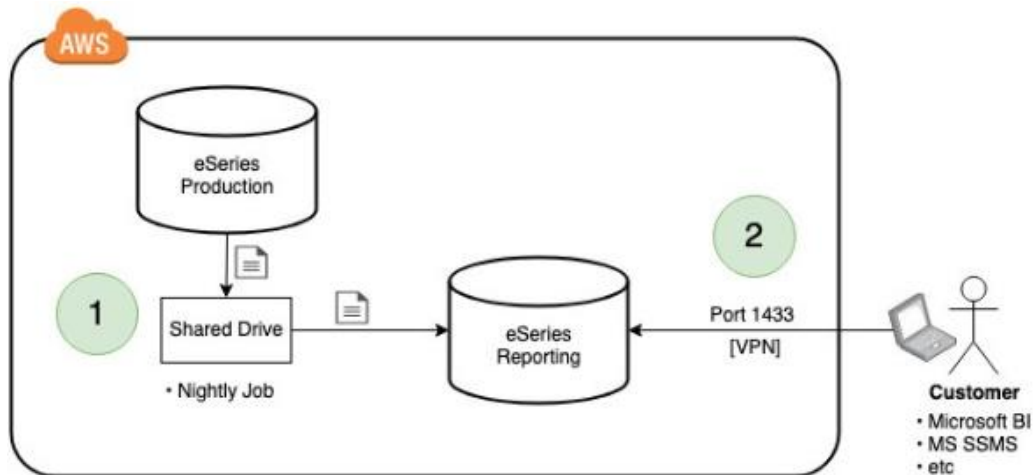 AWS
eSeries
Production
1
Shared Drive
• Nightly Job
eSeries
Reporting
2
Port 1433
[VPN]
Customer
• Microsoft BI
• MS SSMS
• etc